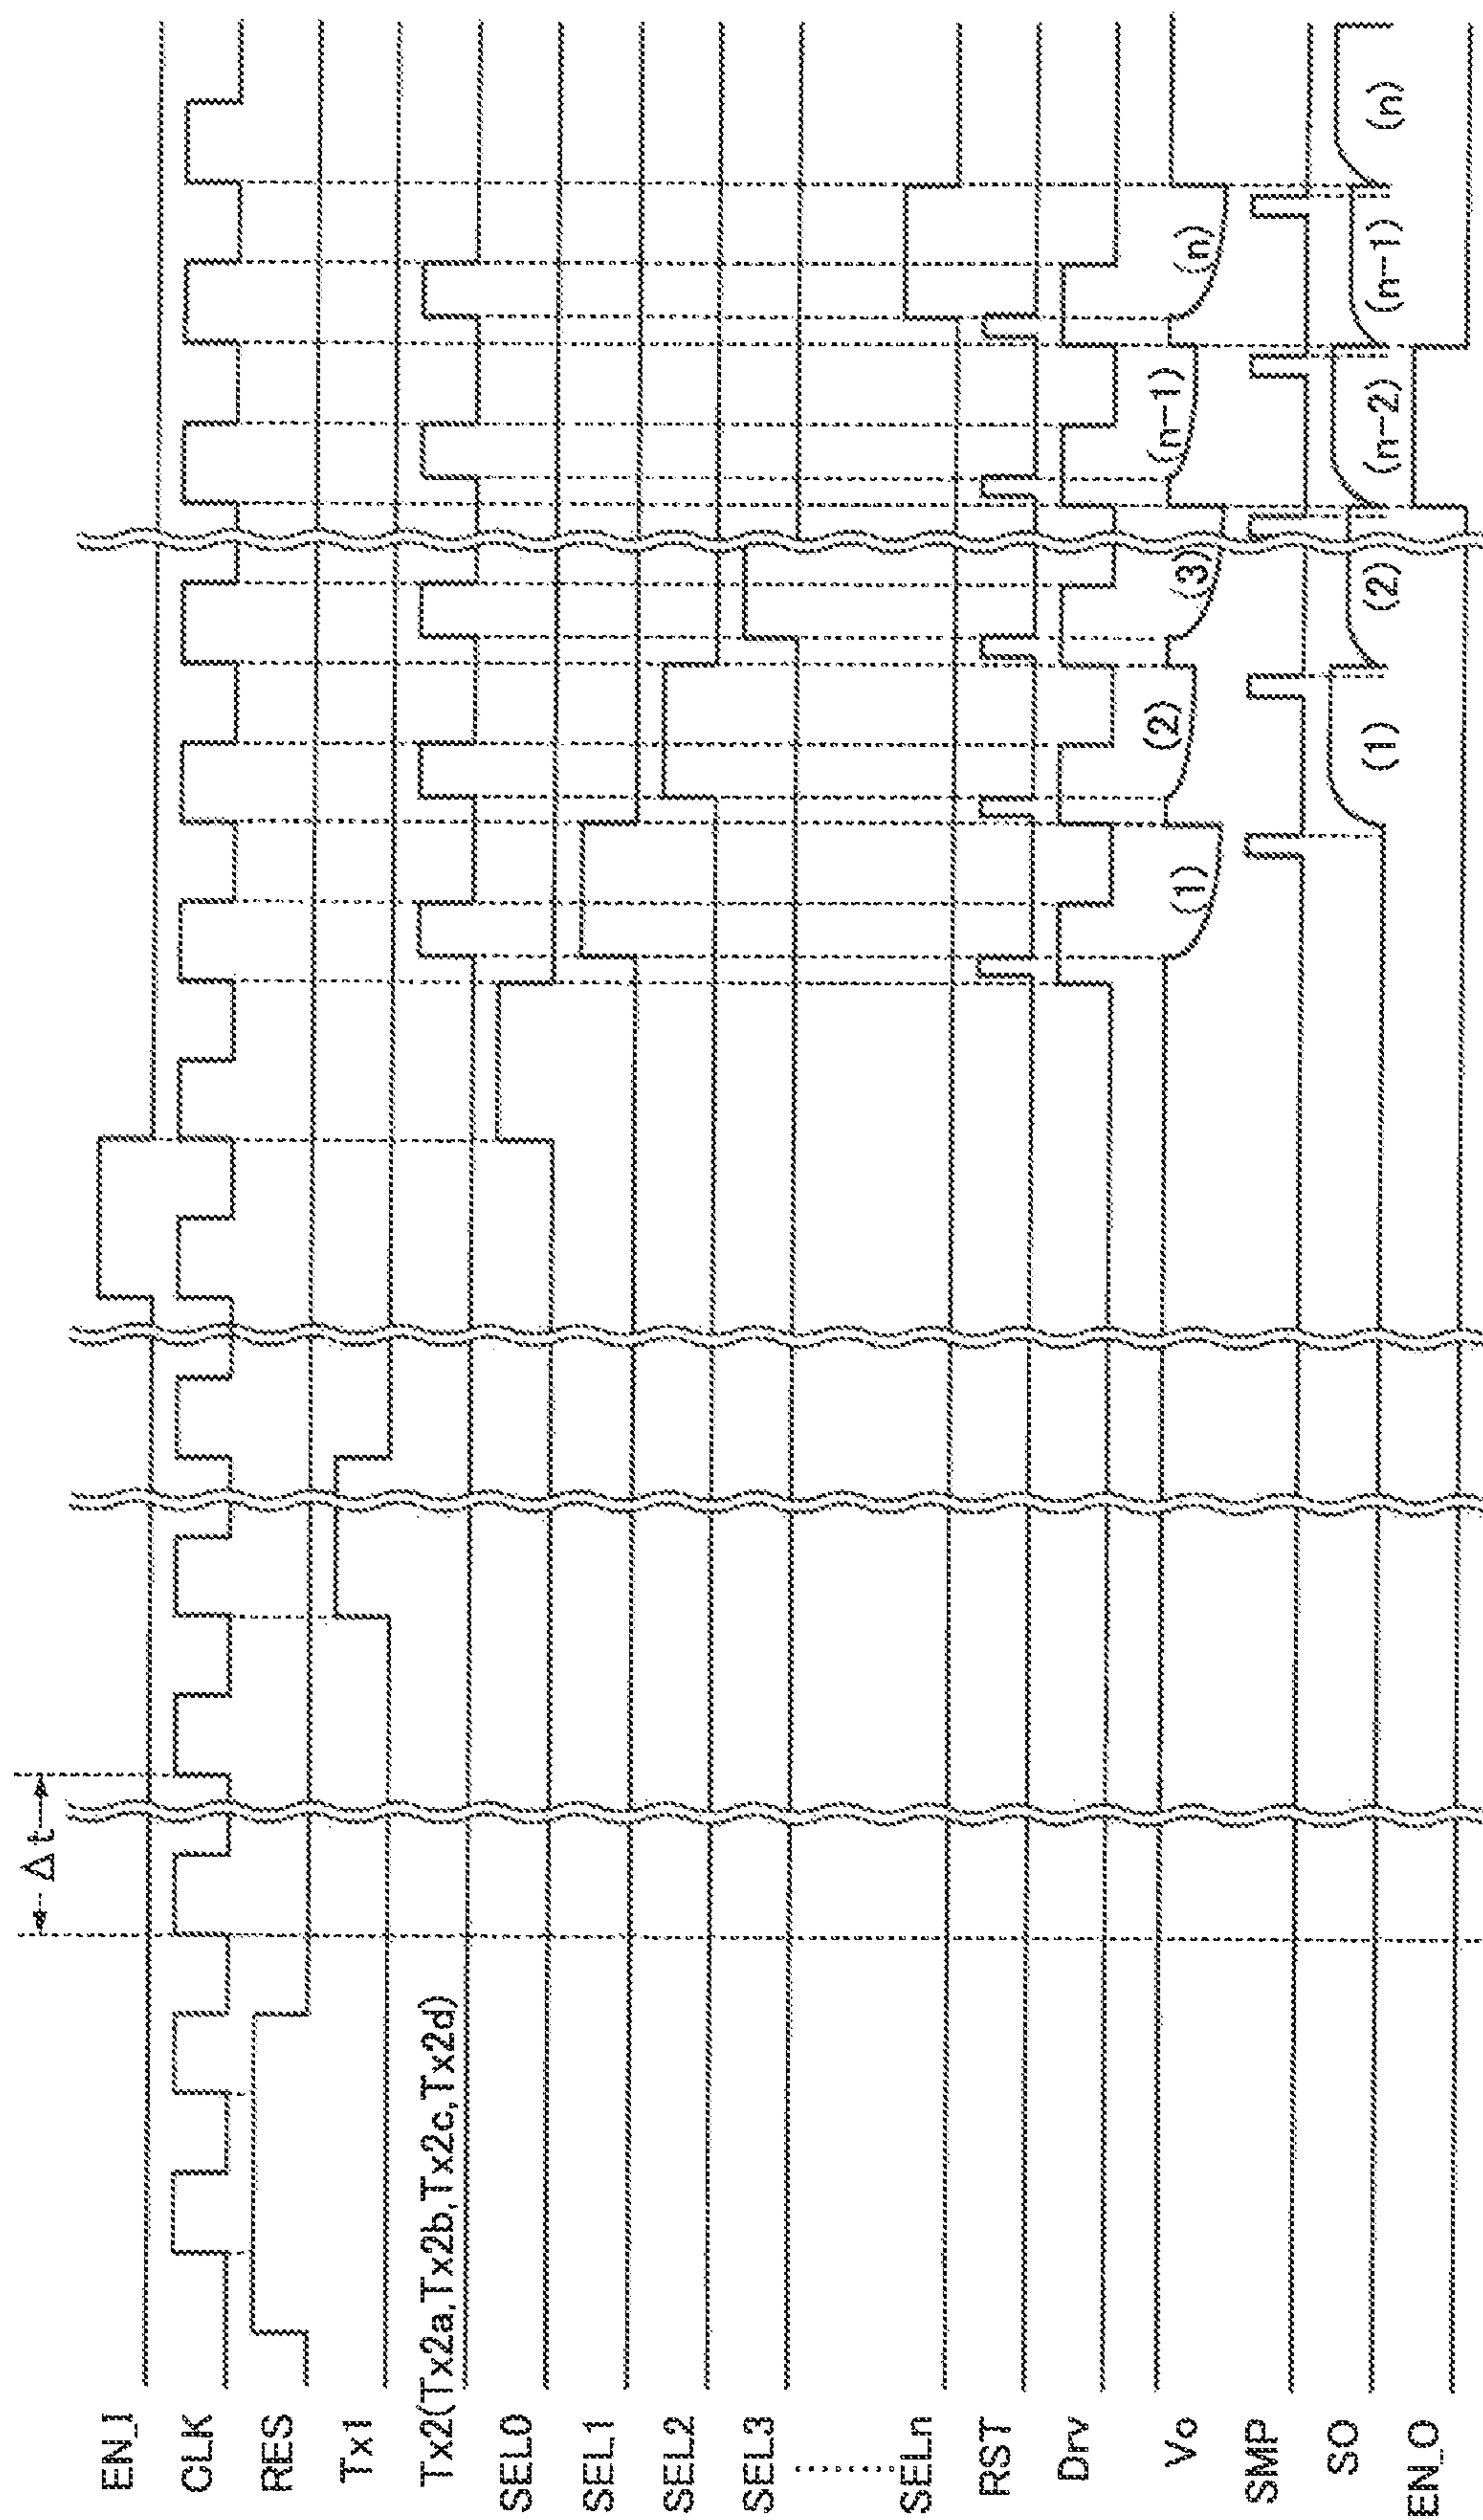 Δt
EN_I
CLK
RES
Tx1
Tx2(Tx2a,Tx2b,Tx2c,Tx2d)
SEL0
SEL1
SEL2
SEL3
SELn
RST
Drv
Vo
(1)
(2)
(3)
(n-1)
(n)
SMP
SO
(1)
(2)
(n-2)
(n-1)
(n)
EN_O